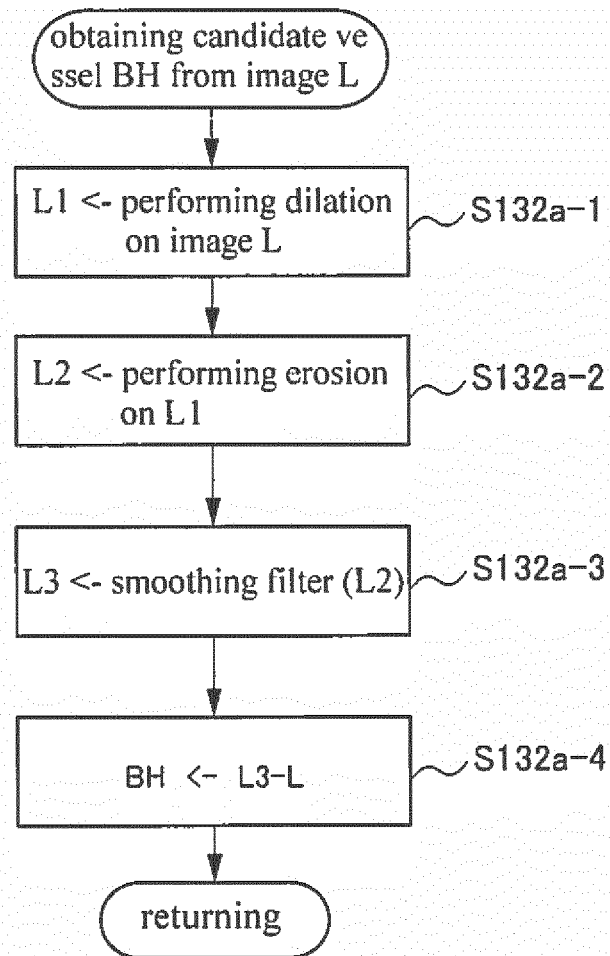 obtaining candidate ve
ssel BH from image L
L1 <- performing dilation
on image L
S132a-1
L2 <- performing erosion
on L1
S132a-2
L3 <- smoothing filter (L2)
S132a-3
BH <- L3-L
S132a-4
returning